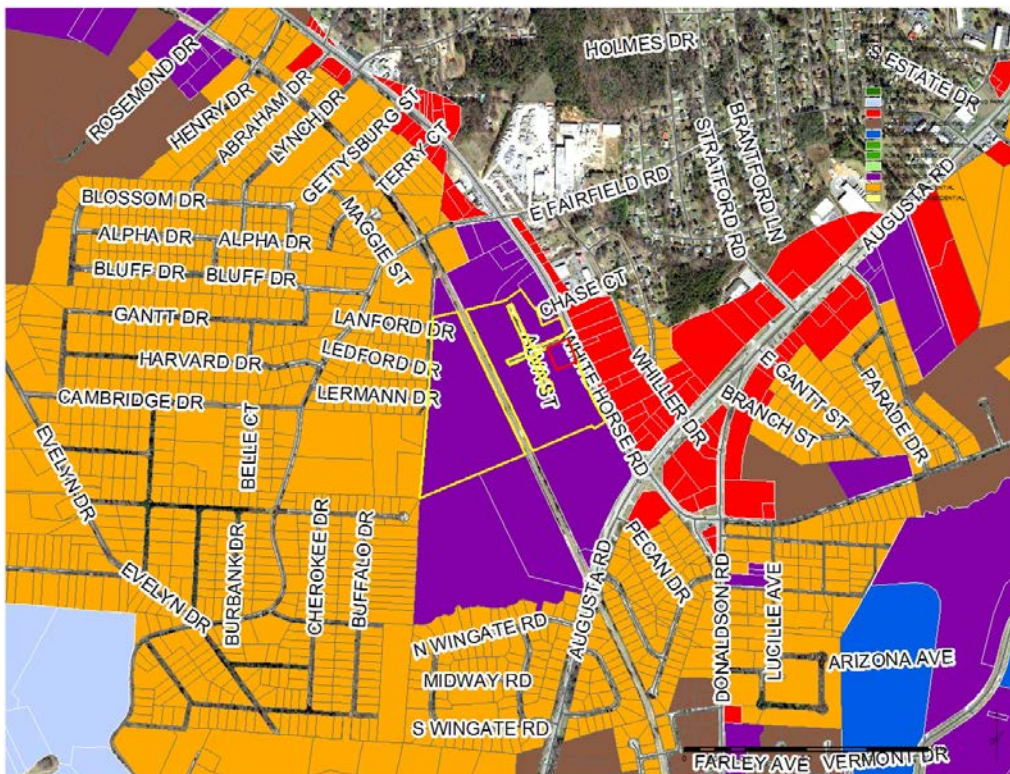 HOLMES DR
S ESTATE DR
ROSEMOND DR
HENRY DR
ABRAHAM DR
LYNCH DR
GETTYSBURG ST
TERRY CT
BRANTFORD LN
STRATFORD RD
AUGUSTA RD
E FAIRFIELD RD
BLOSSOM DR
MAGGIE ST
ALPHA DR
ALPHA DR
BLUFF DR
BLUFF DR
CHASE CT
GANTT DR
LANFORD DR
HARVARD DR
LEDFORD DR
ALVA ST
WHITE HORSE RD
WHILLER DR
E GANTT ST
PARADE DR
CAMBRIDGE DR
LERMANN DR
BRANCH ST
BELLE CT
EVELYN DR
EVELYN DR
BURBANK DR
CHEROKEE DR
BUFFALO DR
PECAN DR
AUGUSTA RD
DONALDSON RD
LUCILLE AVE
N WINGATE RD
MIDWAY RD
ARIZONA AVE
S WINGATE RD
FARLEY AVE
VERMONT DR